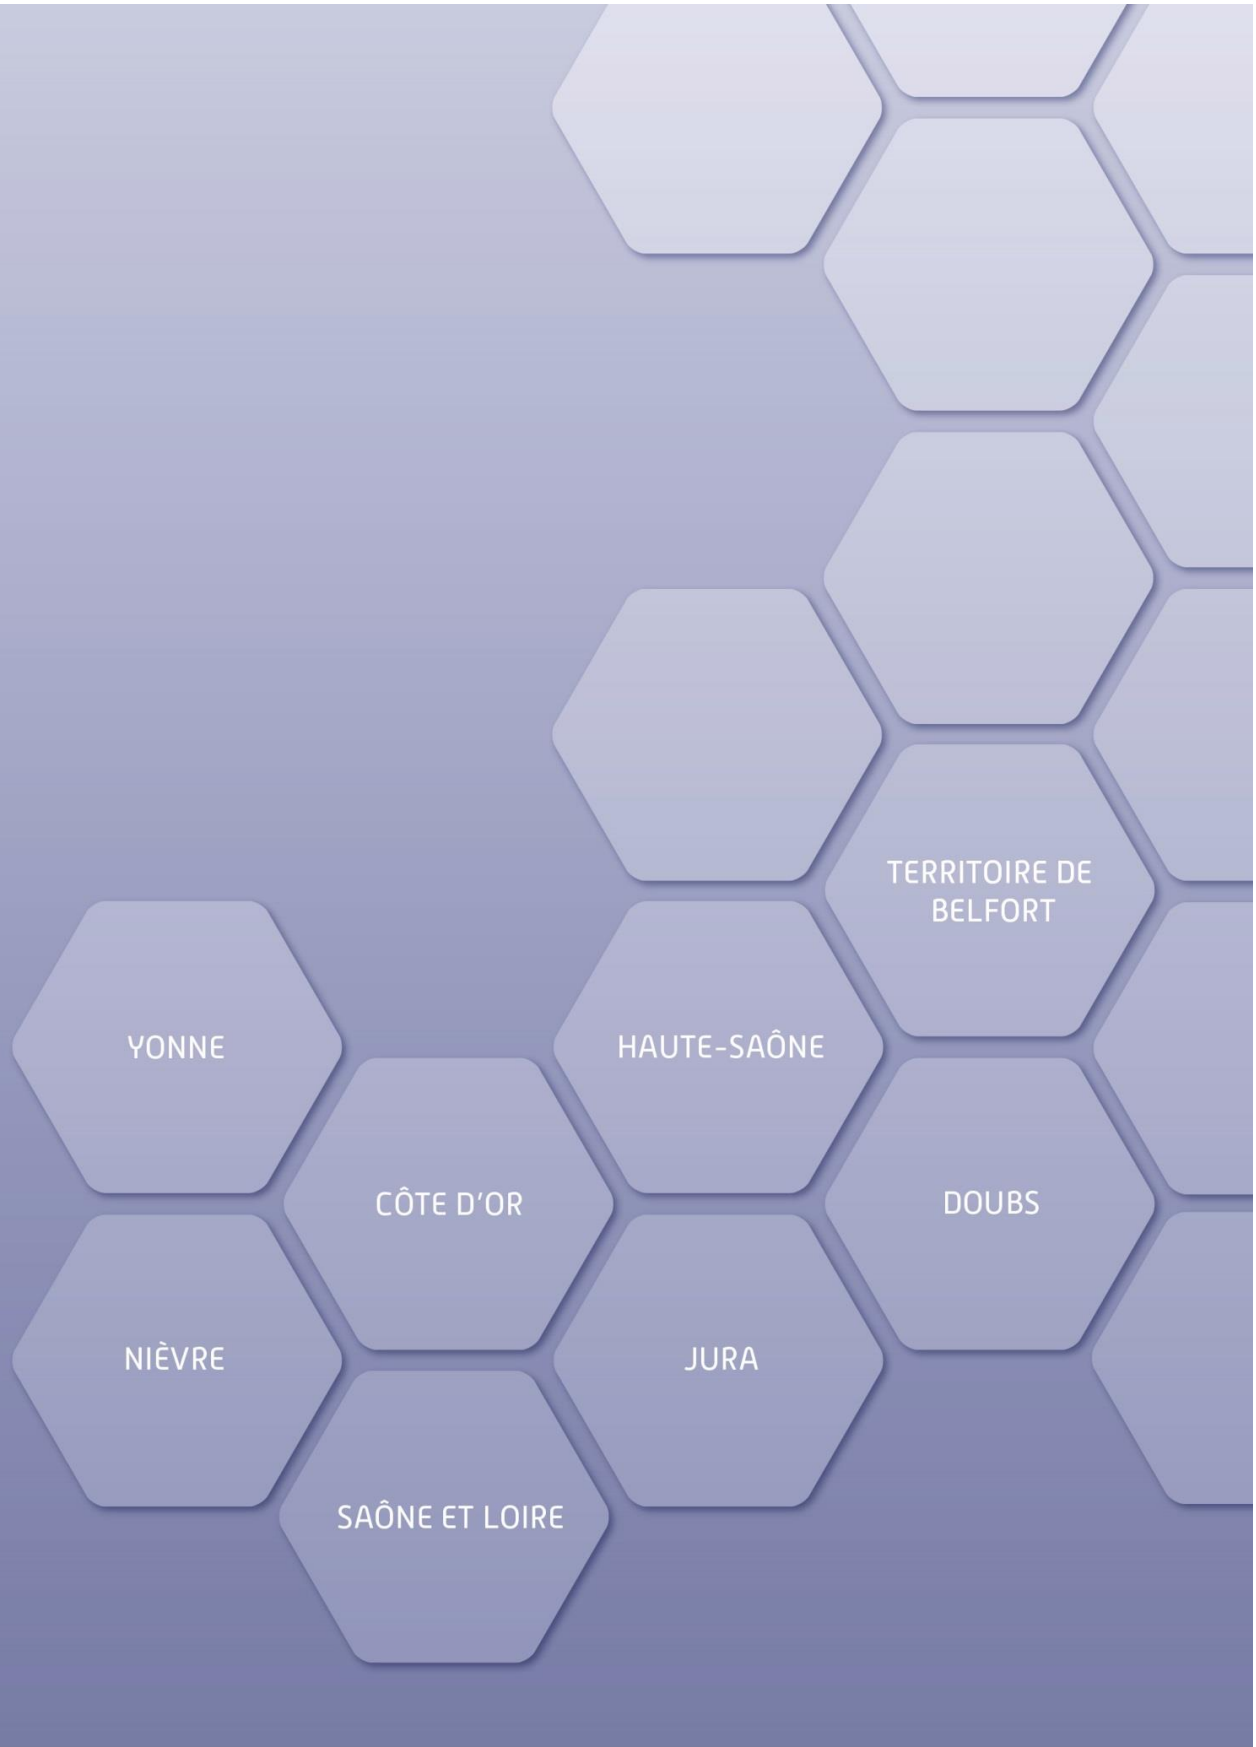 TERRITOIRE DE
BELFORT
YONNE
HAUTE-SAÔNE
CÔTE D'OR
DOUBS
NIÈVRE
JURA
SAÔNE ET LOIRE